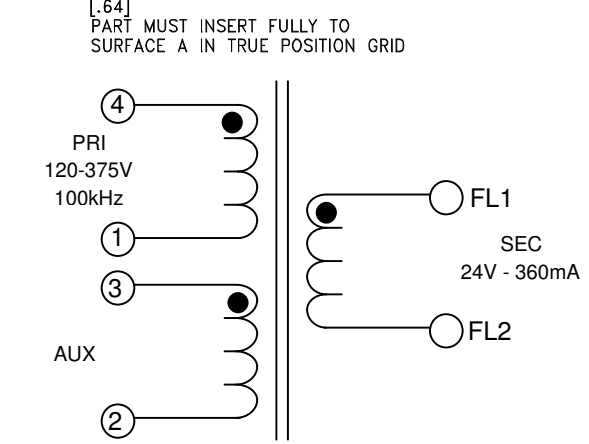 [.64]
PART MUST INSERT FULLY TO
SURFACE A IN TRUE POSITION GRID
4
PRI
120-375V
100kHz
1
3
AUX
2
FL1
SEC
24V - 360mA
FL2